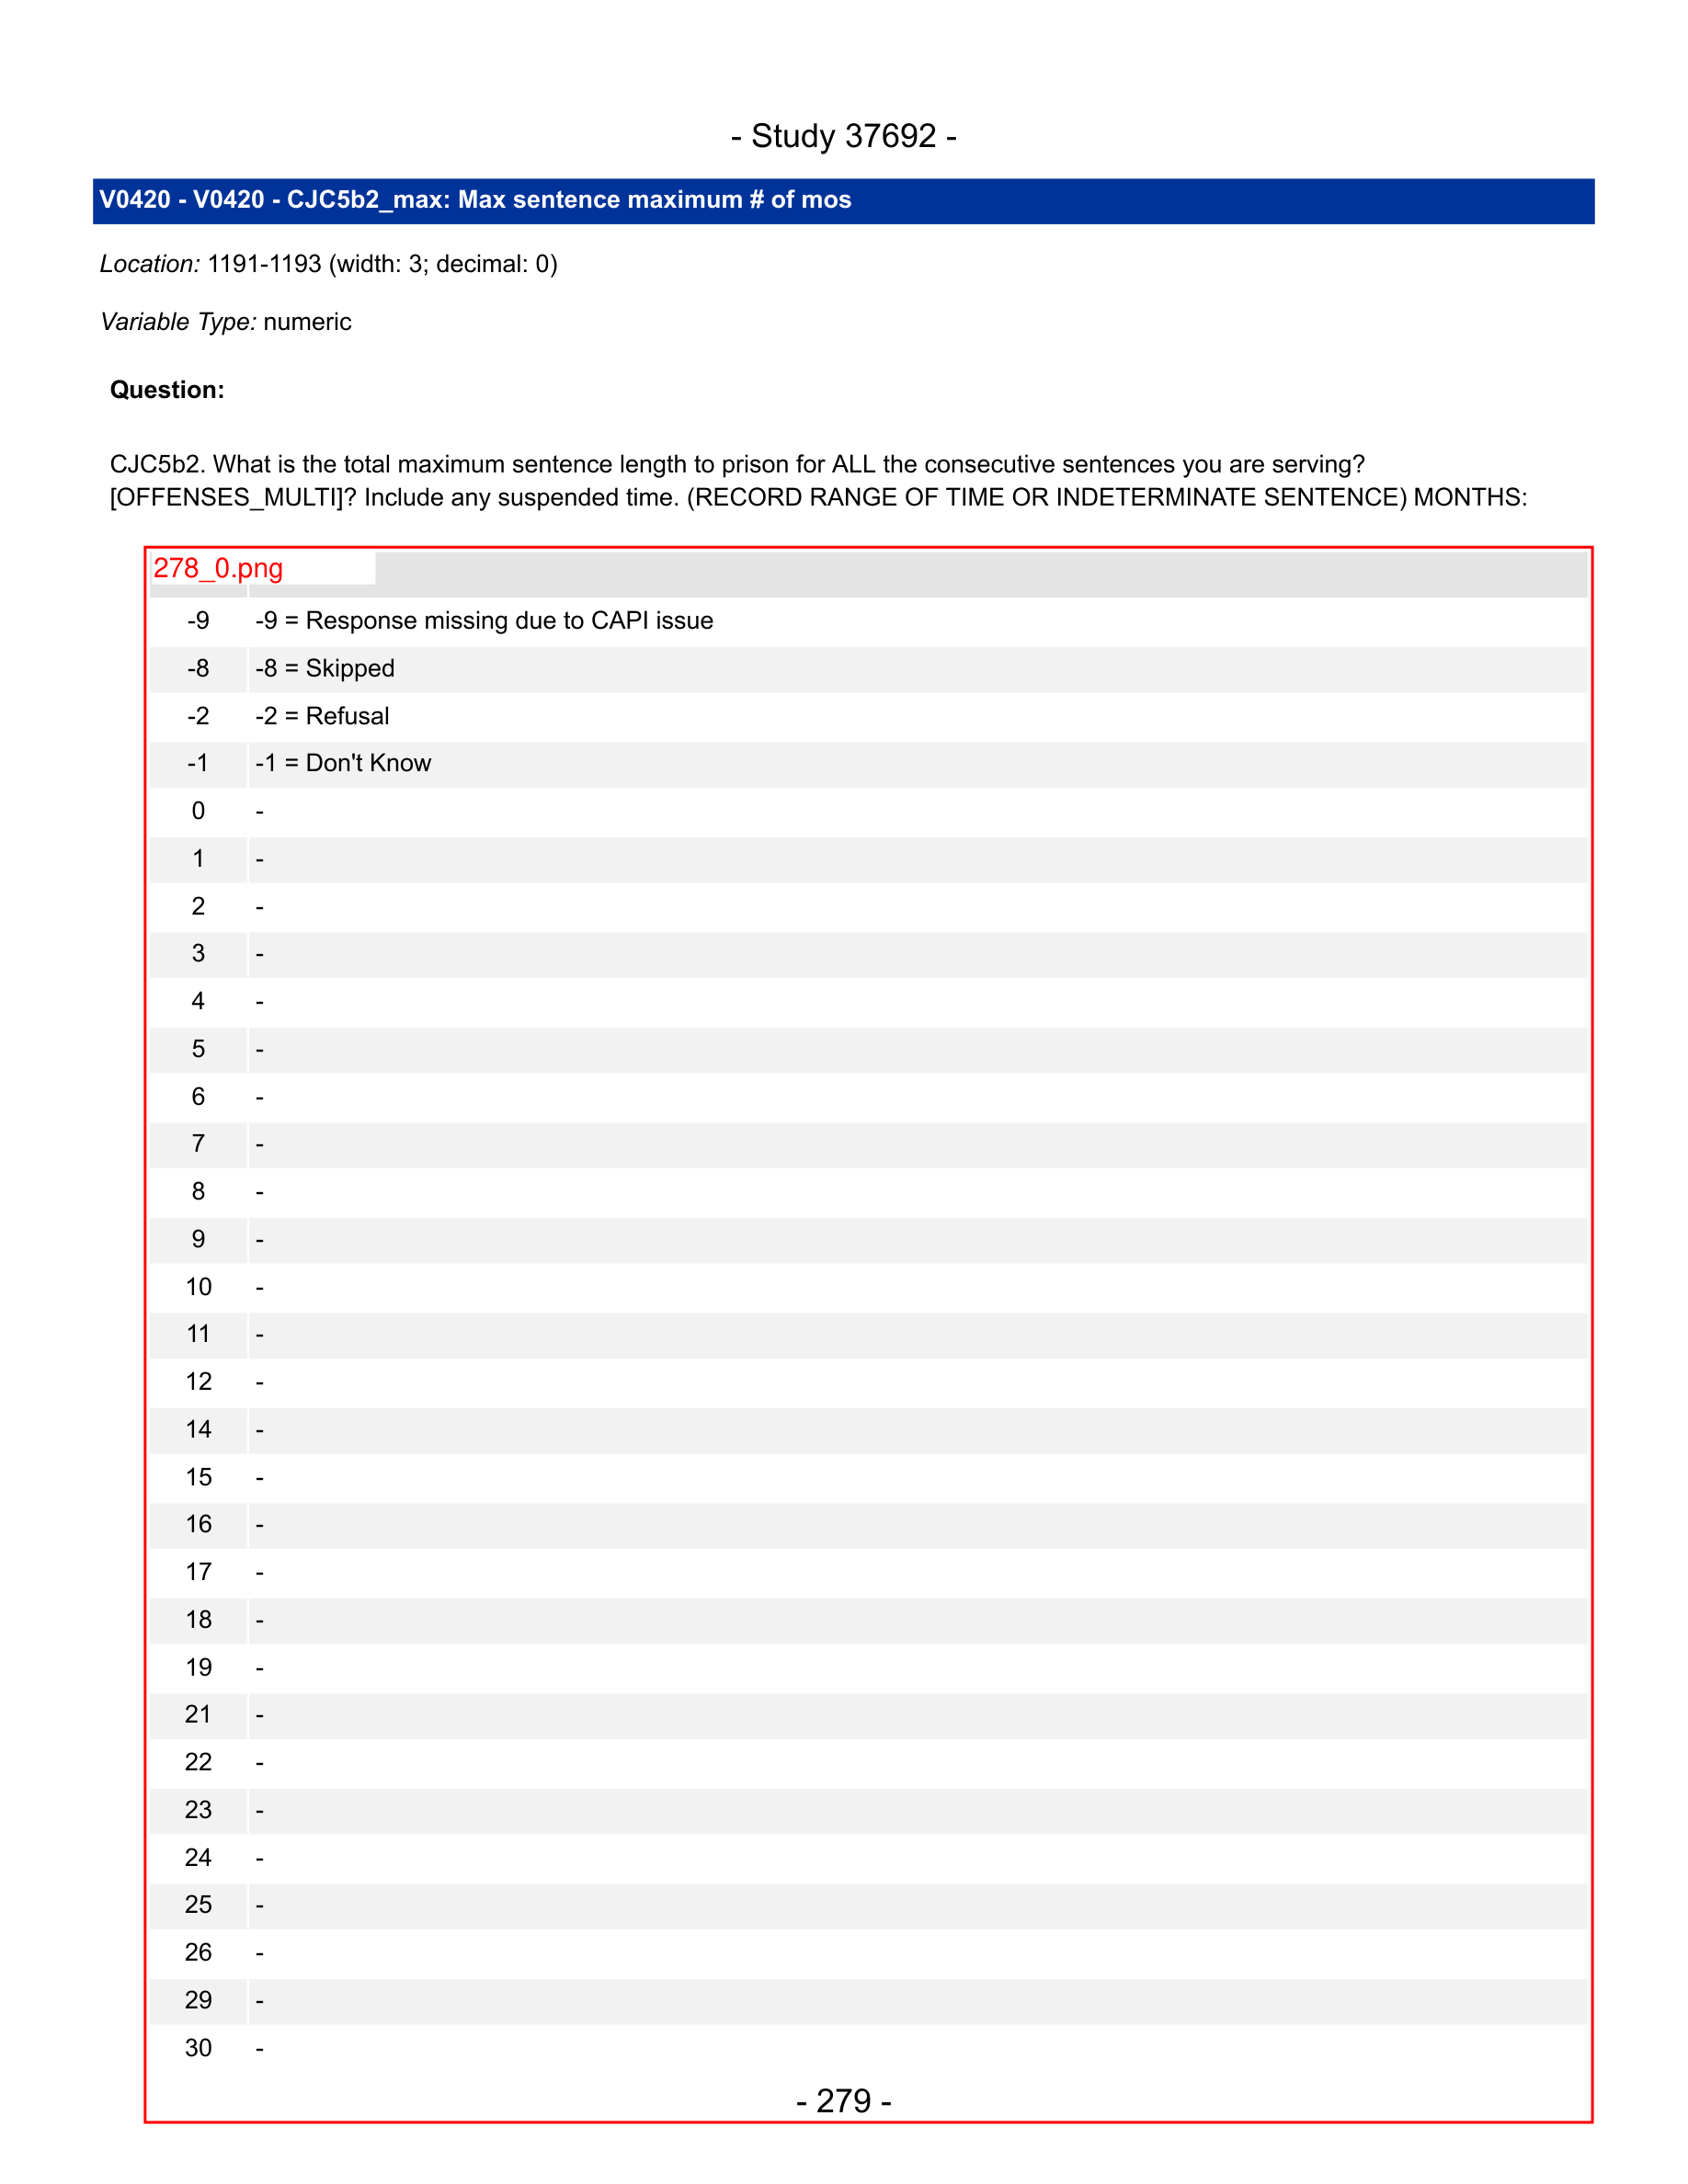 - Study 37692 -
V0420 - V0420 - CJC5b2_max: Max sentence maximum # of mos
Location: 1191-1193 (width: 3; decimal: 0)
Variable Type: numeric
Question:
CJC5b2. What is the total maximum sentence length to prison for ALL the consecutive sentences you are serving?
[OFFENSES_MULTI]? Include any suspended time. (RECORD RANGE OF TIME OR INDETERMINATE SENTENCE) MONTHS:
278_0.png
-9 -9 = Response missing due to CAPI issue
-8 -8 = Skipped
-2 -2 = Refusal
-1 -1 = Don't Know
0 -
1 -
2 -
3 -
4 -
5 -
6 -
7 -
8 -
9 -
10 -
11 -
12 -
14 -
15 -
16 -
17 -
18 -
19 -
21 -
22 -
23 -
24 -
25 -
26 -
29 -
30 -
- 279 -